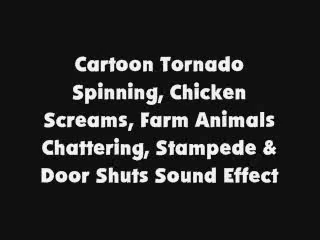 Cartoon Tornado
Spinning, Chicken
Screams, Farm Animals
Chattering, Stampede &
Door Shuts Sound Effect